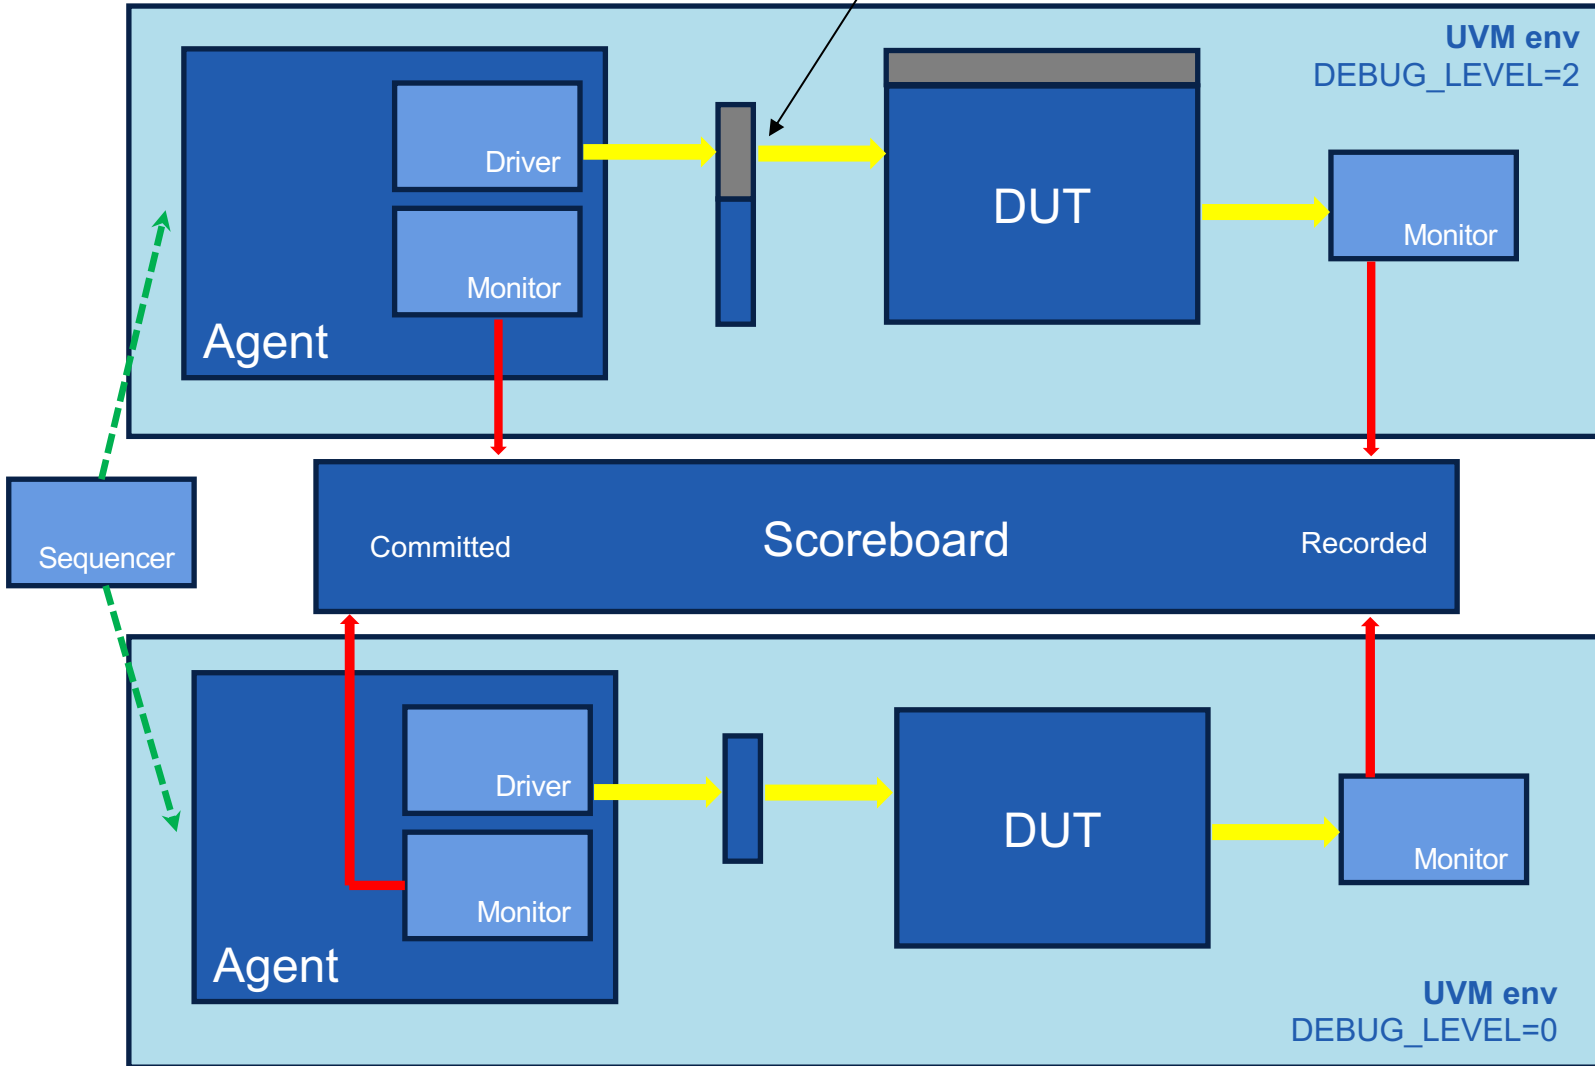 UVM env
DEBUG_LEVEL=2
Driver
DUT
Monitor
Monitor
Agent
Sequencer
Committed
Scoreboard
Recorded
Driver
DUT
Monitor
Monitor
Agent
UVM env
DEBUG_LEVEL=0